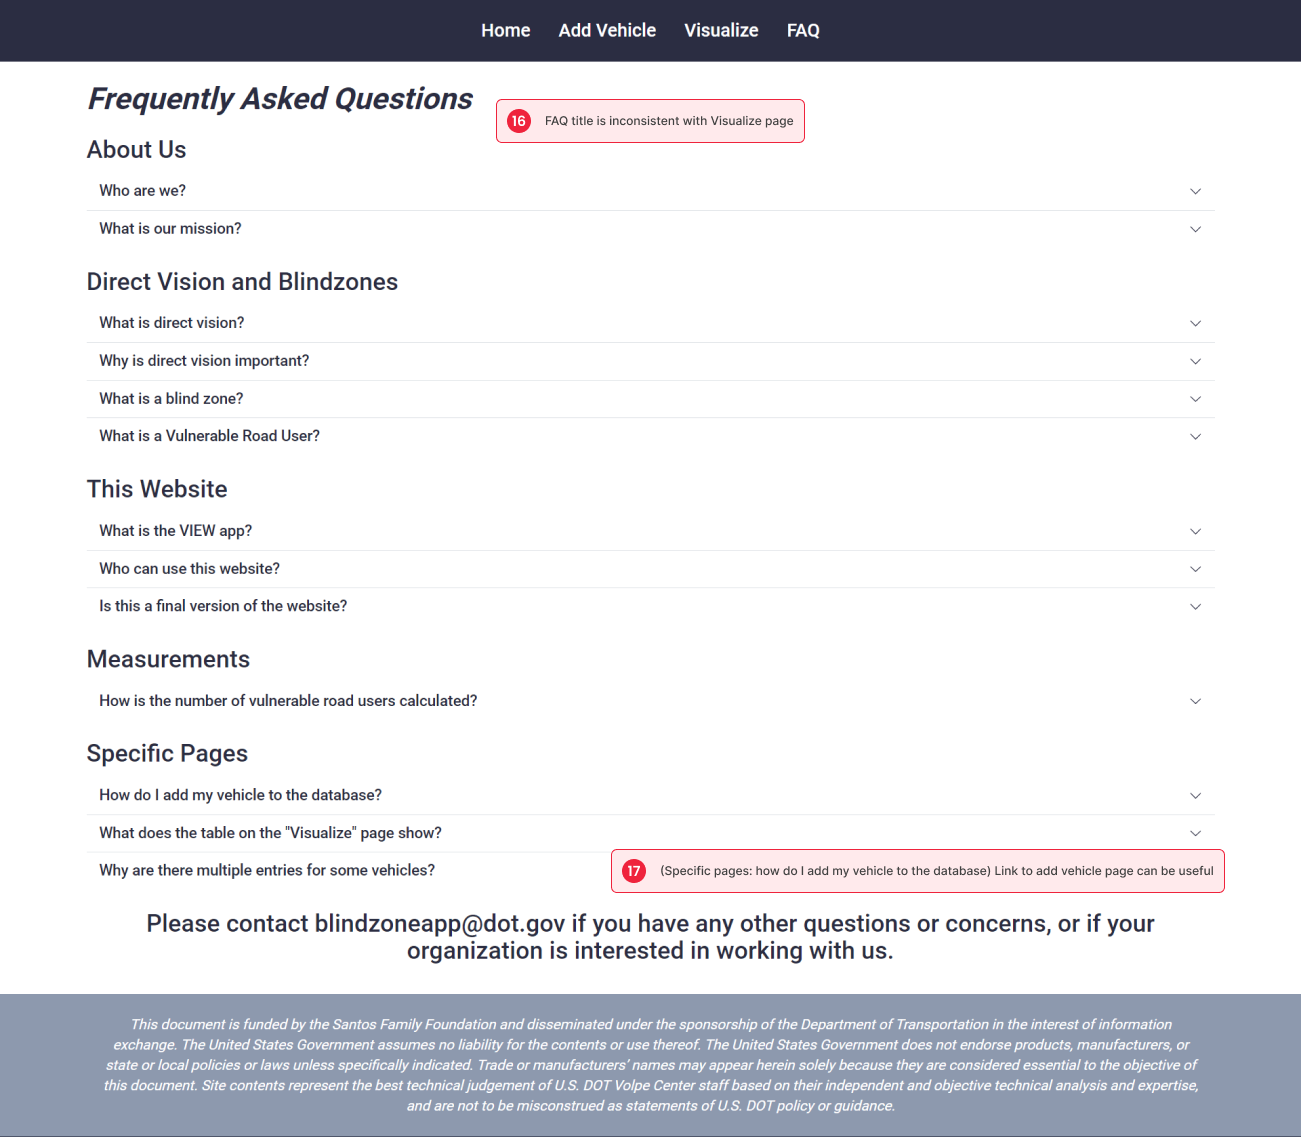 Home Add Vehicle Visualize FAQ
Frequently Asked Questions
16 FAQ title is inconsistent with Visualize page
About Us
Who are we?
What is our mission?
Direct Vision and Blindzones
What is direct vision?
Why is direct vision important?
What is a blind zone?
What is a Vulnerable Road User?
This Website
What is the VIEW app?
Who can use this website?
Is this a final version of the website?
Measurements
How is the number of vulnerable road users calculated?
Specific Pages
How do I add my vehicle to the database?
What does the table on the "Visualize" page show?
Why are there multiple entries for some vehicles?
17 (Specific pages: how do I add my vehicle to the database) Link to add vehicle page can be useful
Please contact blindzoneapp@dot.gov if you have any other questions or concerns, or if your
organization is interested in working with us.
This document is funded by the Santos Family Foundation and disseminated under the sponsorship of the Department of Transportation in the interest of information
exchange. The United States Government assumes no liability for the contents or use thereof. The United States Government does not endorse products, manufacturers, or
state or local policies or laws unless specifically indicated. Trade or manufacturers’ names may appear herein solely because they are considered essential to the objective of
this document. Site contents represent the best technical judgement of U.S. DOT Volpe Center staff based on their independent and objective technical analysis and expertise,
and are not to be misconstrued as statements of U.S. DOT policy or guidance.